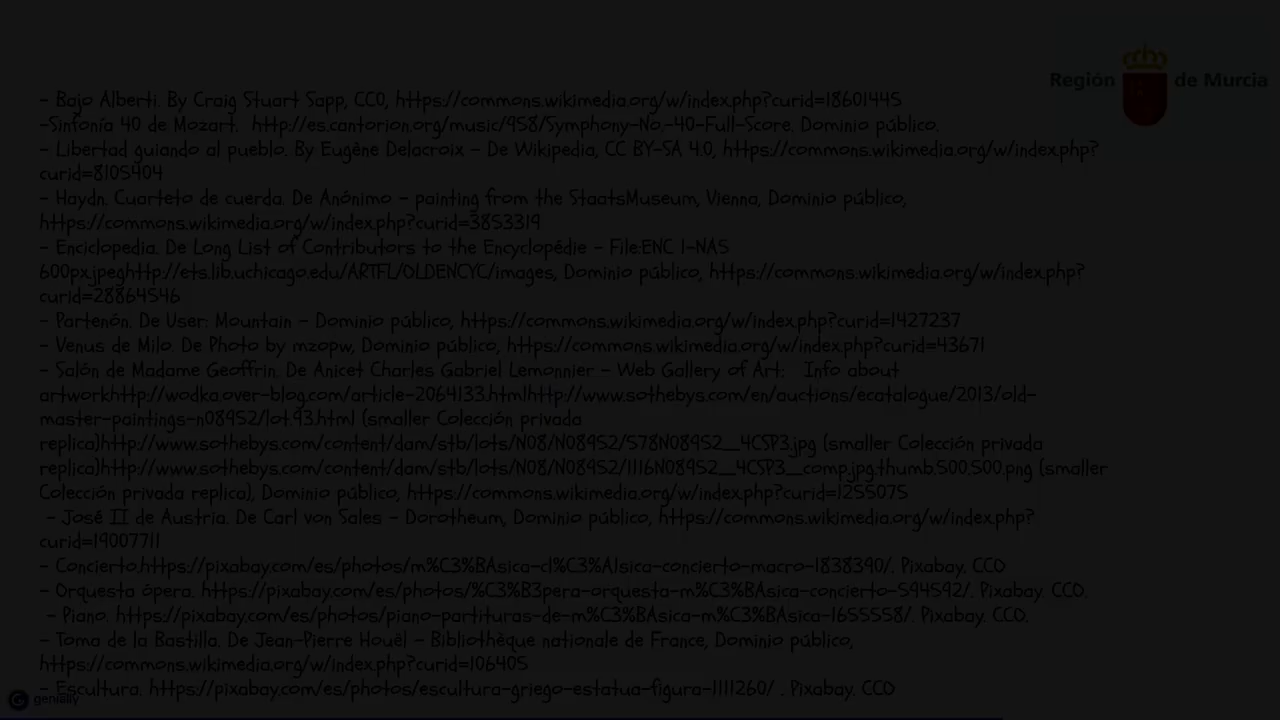 Región de Murcia
- Bajo Alberti. By Craig Stuart Sapp, CC0, https://commons.wikimedia.org/w/index.php?curid=18601445
-Sinfonía 40 de Mozart. http://es.cantorion.org/music/958/Symphony-No.-40-Full-Score. Dominio público.
- Libertad guiando al pueblo. By Eugène Delacroix - De Wikipedia, CC BY-SA 4.0, https://commons.wikimedia.org/w/index.php?
curid=8105404
- Haydn. Cuarteto de cuerda. De Anónimo - painting from the StaatsMuseum, Vienna, Dominio público,
https://commons.wikimedia.org/w/index.php?curid=3853319
- Enciclopedia. De Long List of Contributors to the Encyclopédie - File:ENC 1-NA5
600px.jpeghttp://ets.lib.uchicago.edu/ARTFL/OLDENCYC/images, Dominio público, https://commons.wikimedia.org/w/index.php?
curid=28864546
- Partenón. De User: Mountain - Dominio público, https://commons.wikimedia.org/w/index.php?curid=1427237
- Venus de Milo. De Photo by mzopw, Dominio público, https://commons.wikimedia.org/w/index.php?curid=43671
- Salón de Madame Geoffrin. De Anicet Charles Gabriel Lemonnier - Web Gallery of Art: Info about
artworkhttp://wodka.over-blog.com/article-2064133.htmlhttp://www.sothebys.com/en/auctions/ecatalogue/2013/old-
master-paintings-n08952/lot.93.html (smaller Colección privada
replica)http://www.sothebys.com/content/dam/stb/lots/N08/N08952/578N08952_4C5P3.jpg (smaller Colección privada
replica)http://www.sothebys.com/content/dam/stb/lots/N08/N08952/1116N08952_4C5P3_comp.jpg.thumb.500.500.png (smaller
Colección privada replica), Dominio público, https://commons.wikimedia.org/w/index.php?curid=1255075
- José II de Austria. De Carl von Sales - Dorotheum, Dominio público, https://commons.wikimedia.org/w/index.php?
curid=19007711
- Concierto.https://pixabay.com/es/photos/m%C3%BAsica-cl%C3%A1sica-concierto-macro-1838390/. Pixabay. CC0
- Orquesta ópera. https://pixabay.com/es/photos/%C3%B3pera-orquesta-m%C3%BAsica-concierto-594592/. Pixabay. CC0.
- Piano. https://pixabay.com/es/photos/piano-partituras-de-m%C3%BAsica-m%C3%BAsica-1655558/. Pixabay. CC0.
- Toma de la Bastilla. De Jean-Pierre Houël - Bibliothèque nationale de France, Dominio público,
https://commons.wikimedia.org/w/index.php?curid=106405
- Escultura. https://pixabay.com/es/photos/escultura-griego-estatua-figura-1111260/ . Pixabay. CC0
genially